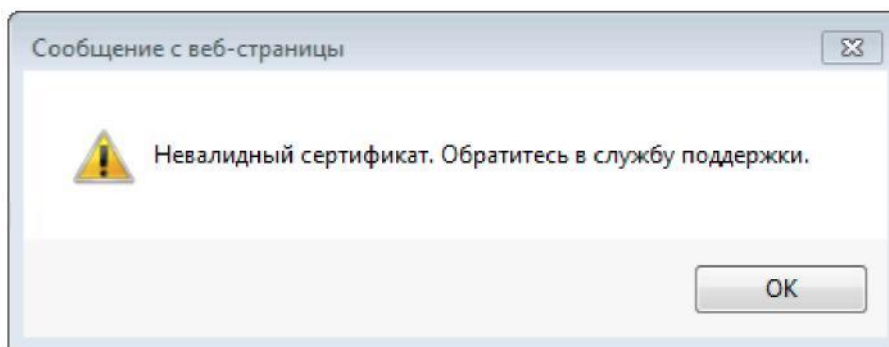 Сообщение с веб-страницы
Невалидный сертификат. Обратитесь в службу поддержки.
OK